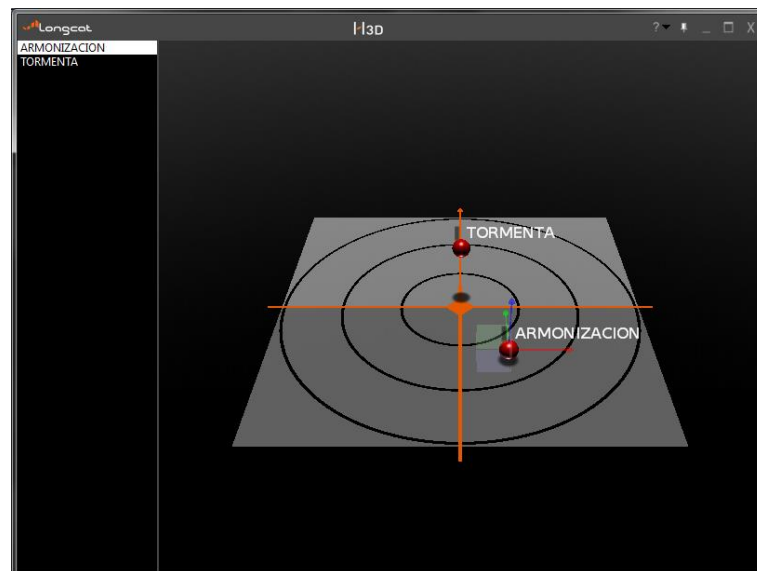 Longcat
H3D
? _ X
ARMONIZACION
TORMENTA
TORMENTA
ARMONIZACION